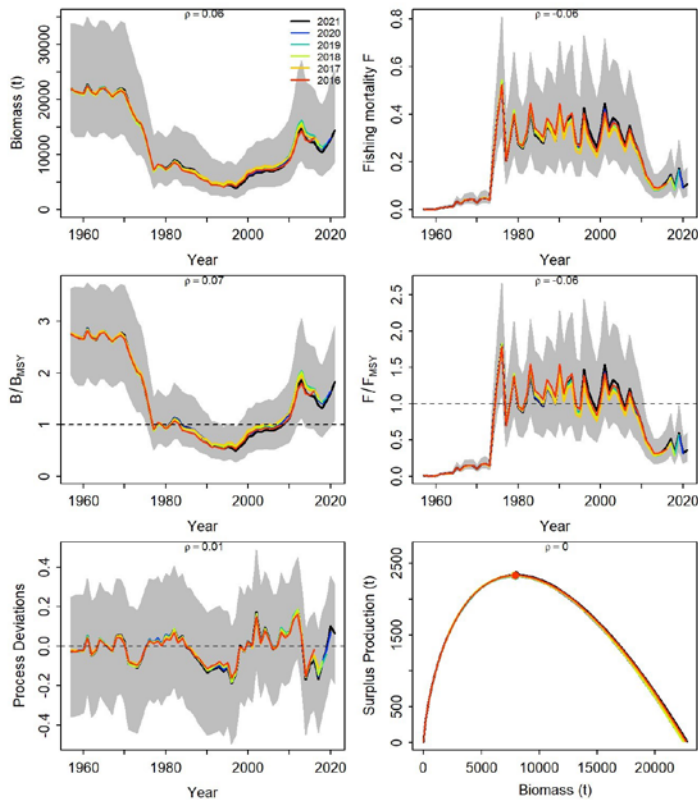 ρ = 0.06
Biomass (t)
30000
20000
10000
0
2021
2020
2019
2018
2017
2016
1960 1980 2000 2020
Year
ρ = -0.06
Fishing mortality F
0.8
0.6
0.4
0.2
0.0
1960 1980 2000 2020
Year
ρ = 0.07
B/B_MSY
3
2
1
0
1960 1980 2000 2020
Year
ρ = -0.06
F/F_MSY
2.5
2.0
1.5
1.0
0.5
0.0
1960 1980 2000 2020
Year
ρ = 0.01
Process Deviations
0.4
0.2
0.0
-0.2
-0.4
1960 1980 2000 2020
Year
ρ = 0
Surplus Production (t)
2500
1500
500
0
0 5000 10000 15000 20000
Biomass (t)